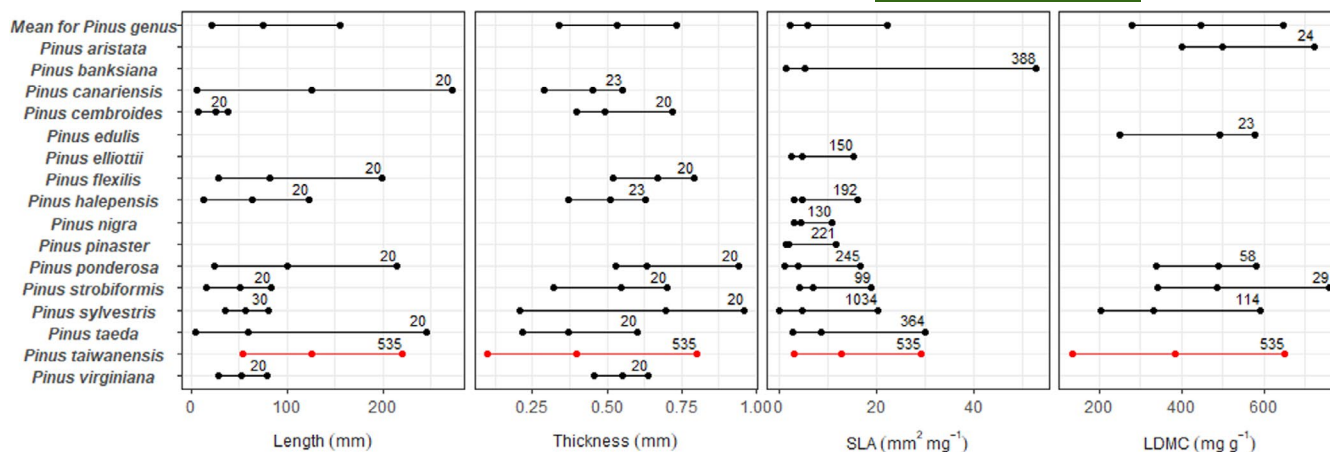 Mean for Pinus genus
Pinus aristata 24
Pinus banksiana 388
Pinus canariensis 20 23
Pinus cembroides 20 20
Pinus edulis 23
Pinus elliottii 150
Pinus flexilis 20 20
Pinus halepensis 20 23 192
Pinus nigra 130
Pinus pinaster 221
Pinus ponderosa 20 20 245 58
Pinus strobiformis 20 20 99 29
Pinus sylvestris 30 20 1034 114
Pinus taeda 20 20 364
Pinus taiwanensis 535 535 535 535
Pinus virginiana 20 20
0 100 200 0.25 0.50 0.75 1.00 0 20 40 200 400 600
Length (mm) Thickness (mm) SLA (mm² mg⁻¹) LDMC (mg g⁻¹)